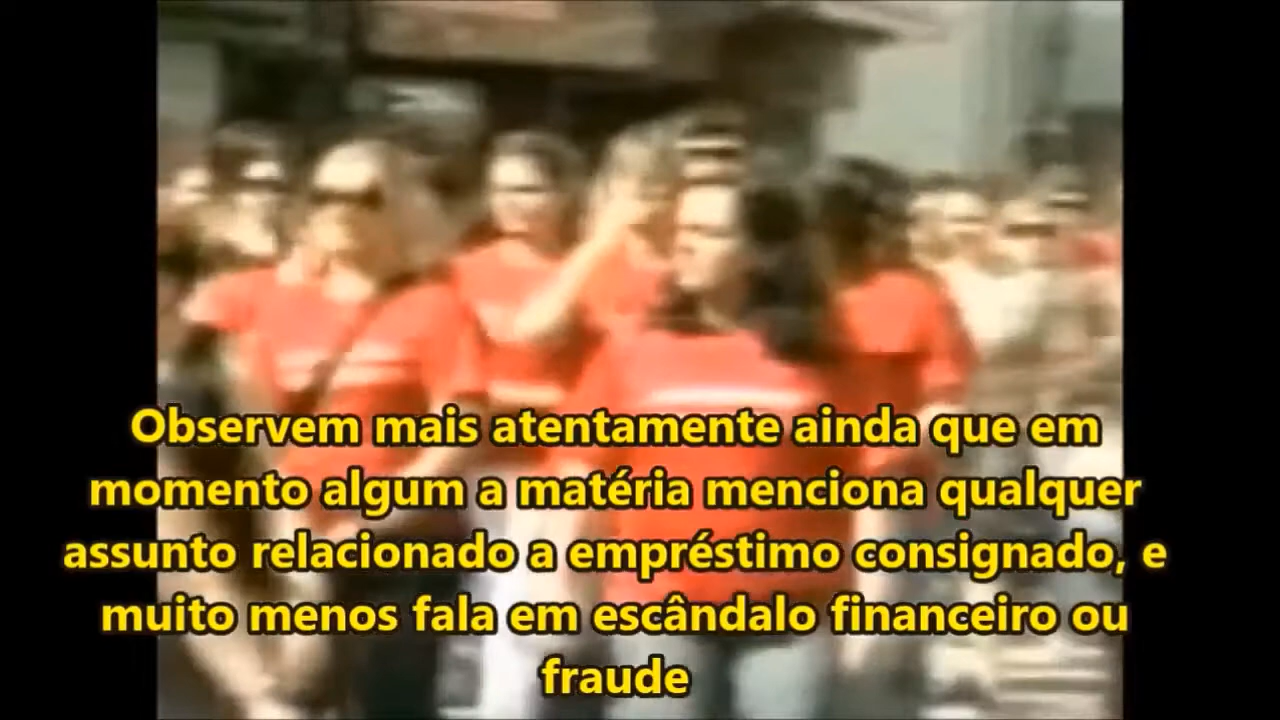 Observem mais atentamente ainda que em
momento algum a matéria menciona qualquer
assunto relacionado a empréstimo consignado, e
muito menos fala em escândalo financeiro ou
fraude